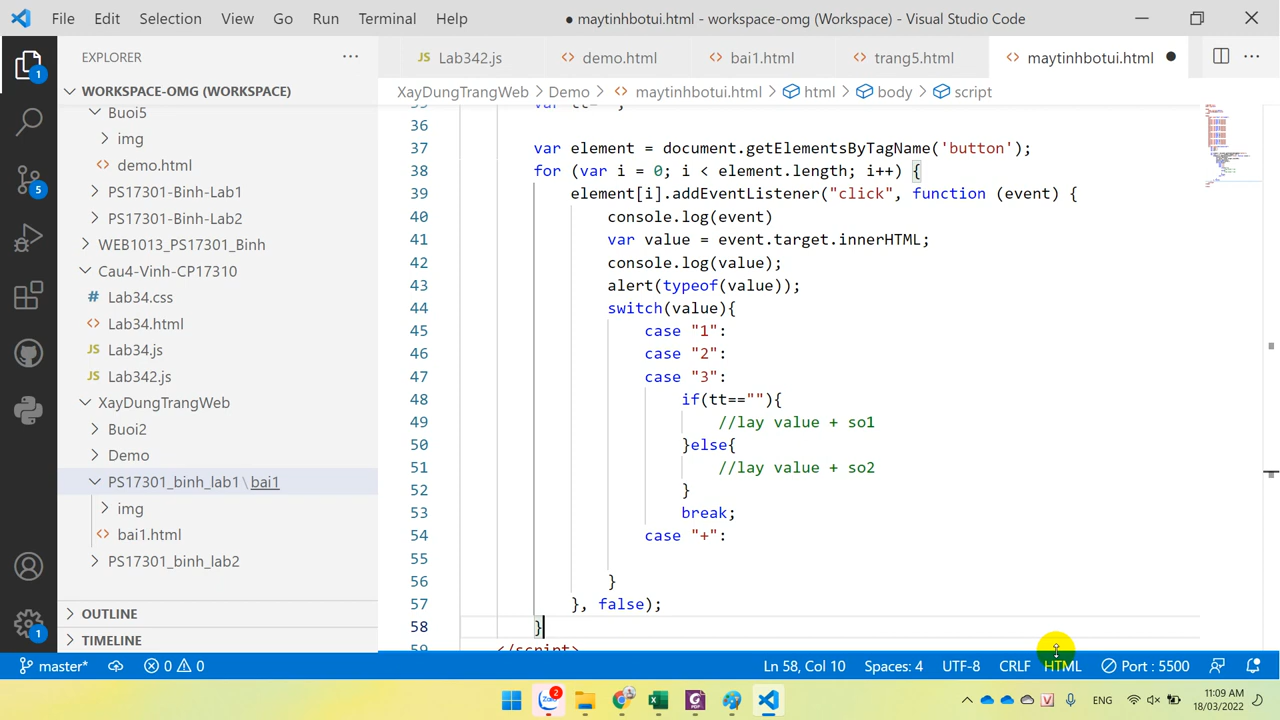 File Edit Selection View Go Run Terminal Help
● maytinhbotui.html - workspace-omg (Workspace) - Visual Studio Code
EXPLORER
Lab342.js
demo.html
bai1.html
trang5.html
maytinhbotui.html
WORKSPACE-OMG (WORKSPACE)
Buoi5
img
demo.html
PS17301-Binh-Lab1
PS17301-Binh-Lab2
WEB1013_PS17301_Binh
Cau4-Vinh-CP17310
Lab34.css
Lab34.html
Lab34.js
Lab342.js
XayDungTrangWeb
Buoi2
Demo
PS17301_binh_lab1\bai1
img
bai1.html
PS17301_binh_lab2
OUTLINE
TIMELINE
1
5
1
XayDungTrangWeb > Demo > maytinhbotui.html > html > body > script
36
37 var element = document.getElementsByTagName('button');
38 for (var i = 0; i < element.length; i++) {
39 element[i].addEventListener("click", function (event) {
40 console.log(event)
41 var value = event.target.innerHTML;
42 console.log(value);
43 alert(typeof(value));
44 switch(value){
45 case "1":
46 case "2":
47 case "3":
48 if(tt==""){
49 //lay value + so1
50 }else{
51 //lay value + so2
52 }
53 break;
54 case "+":
55
56 }
57 }, false);
58 }
59 </script>
master* 0 0
Ln 58, Col 10 Spaces: 4 UTF-8 CRLF HTML Port : 5500
2
ENG
11:09 AM
18/03/2022